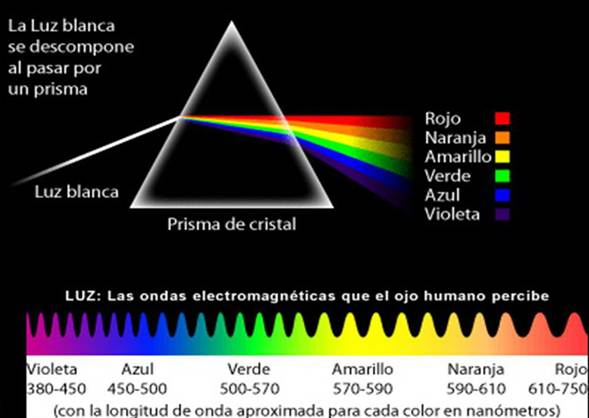 La Luz blanca
se descompone
al pasar por
un prisma
Luz blanca
Prisma de cristal
Rojo
Naranja
Amarillo
Verde
Azul
Violeta
LUZ: Las ondas electromagnéticas que el ojo humano percibe
Violeta Azul Verde Amarillo Naranja Rojo
380-450 450-500 500-570 570-590 590-610 610-750
(con la longitud de onda aproximada para cada color en nanómetros)